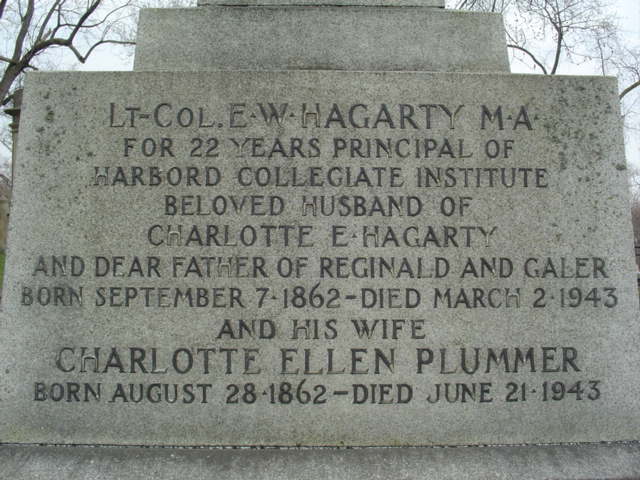 LT-COL. E·W·HAGARTY M·A·
FOR 22 YEARS PRINCIPAL OF
HARBORD COLLEGIATE INSTITUTE
BELOVED HUSBAND OF
CHARLOTTE E·HAGARTY
AND DEAR FATHER OF REGINALD AND GALER
BORN SEPTEMBER 7·1862-DIED MARCH 2·1943
AND HIS WIFE
CHARLOTTE ELLEN PLUMMER
BORN AUGUST 28·1862-DIED JUNE 21·1943